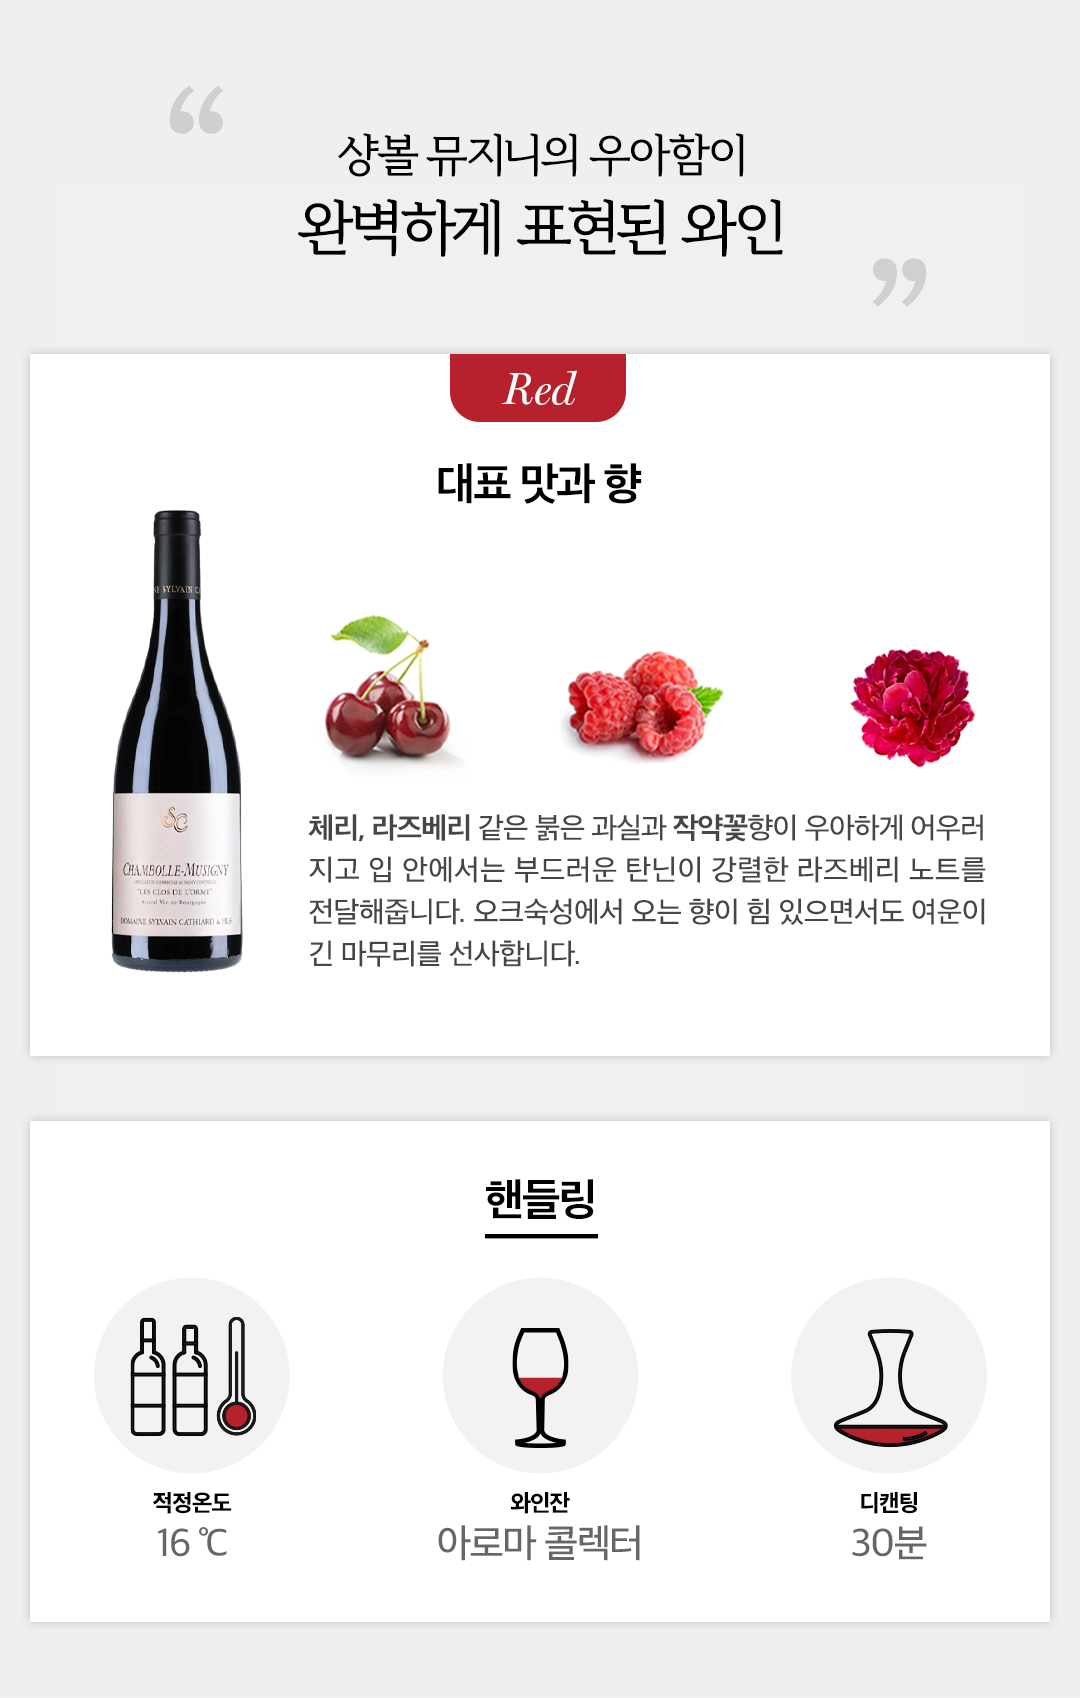 “
샹볼 뮤지니의 우아함이
완벽하게 표현된 와인
”
Red
대표 맛과 향
NE SYLVAIN C
SC
CHAMBOLLE-MUSIGNY
"LES CLOS DE L'ORME"
Grand Vin de Bourgogne
DOMAINE SYLVAIN CATHIARD & FILS
체리, 라즈베리 같은 붉은 과실과 작약꽃향이 우아하게 어우러
지고 입 안에서는 부드러운 탄닌이 강렬한 라즈베리 노트를
전달해줍니다. 오크숙성에서 오는 향이 힘 있으면서도 여운이
긴 마무리를 선사합니다.
핸들링
적정온도
16 ℃
와인잔
아로마 콜렉터
디캔팅
30분